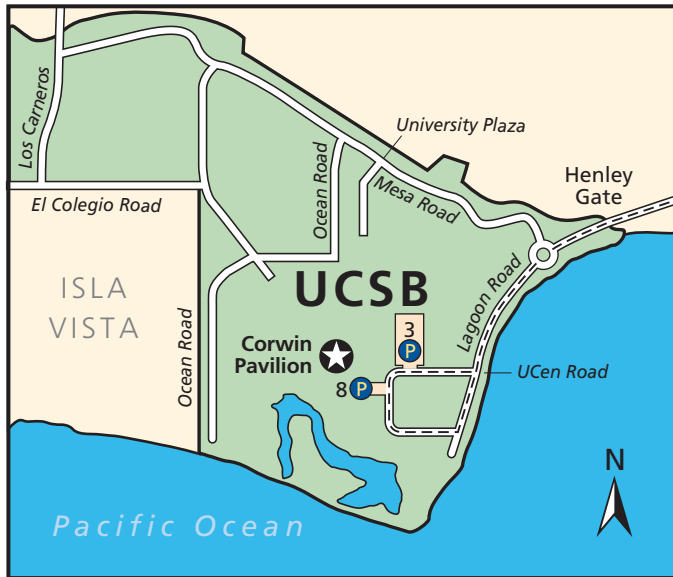 Los Carneros
University Plaza
Henley
Gate
El Colegio Road
Ocean Road
Mesa Road
ISLA
VISTA
UCSB
Lagoon Road
Ocean Road
Corwin
Pavilion
3
P
8 P
UCen Road
N
Pacific Ocean